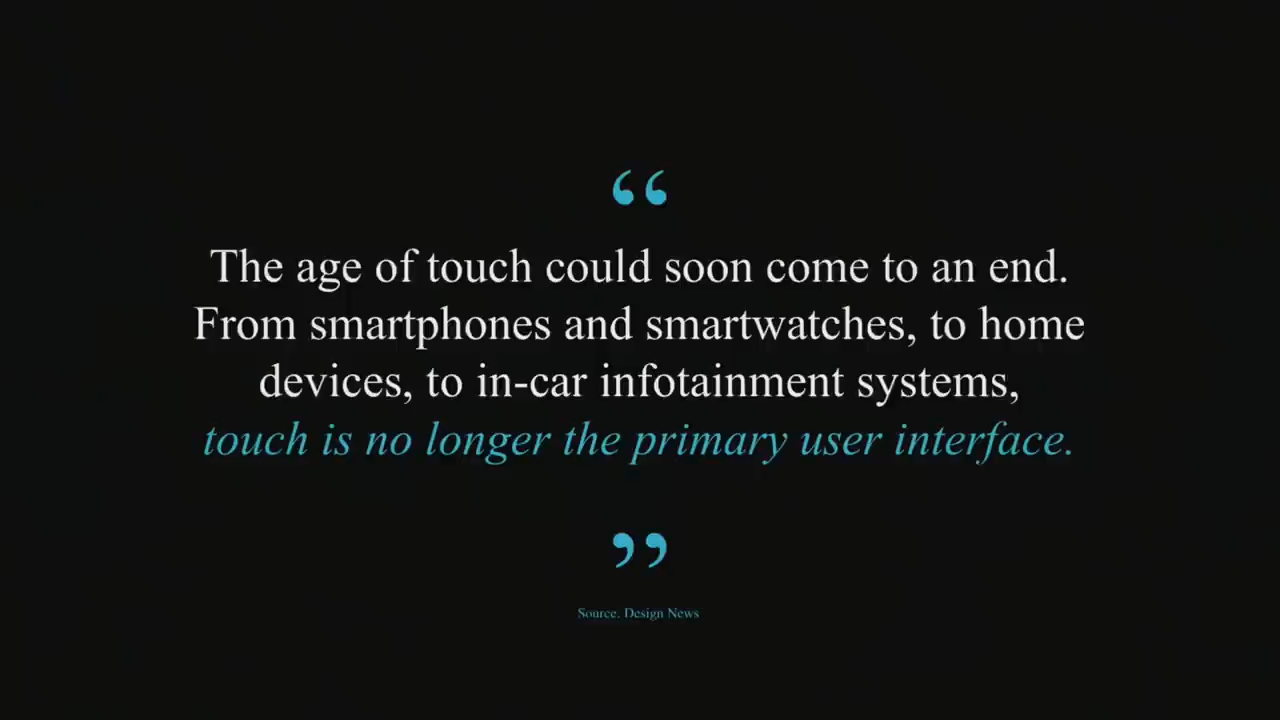 “
The age of touch could soon come to an end.
From smartphones and smartwatches, to home
devices, to in-car infotainment systems,
touch is no longer the primary user interface.
”
Source. Design News